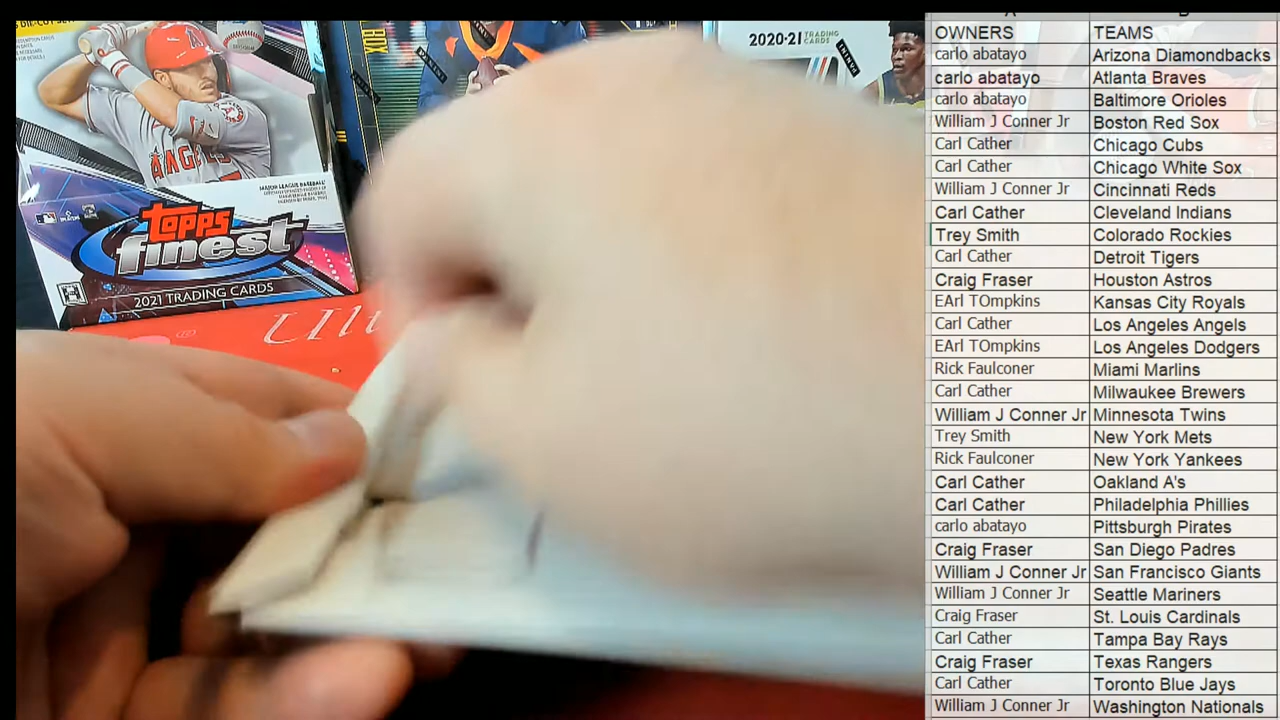 BOX
2020-21 TRADING CARDS
PANINI
ANGELS
MAJOR LEAGUE BASEBALL
TOPPS
finest
2021 TRADING CARDS
Ult
OWNERS TEAMS
carlo abatayo Arizona Diamondbacks
carlo abatayo Atlanta Braves
carlo abatayo Baltimore Orioles
William J Conner Jr Boston Red Sox
Carl Cather Chicago Cubs
Carl Cather Chicago White Sox
William J Conner Jr Cincinnati Reds
Carl Cather Cleveland Indians
Trey Smith Colorado Rockies
Carl Cather Detroit Tigers
Craig Fraser Houston Astros
EArl TOmpkins Kansas City Royals
Carl Cather Los Angeles Angels
EArl TOmpkins Los Angeles Dodgers
Rick Faulconer Miami Marlins
Carl Cather Milwaukee Brewers
William J Conner Jr Minnesota Twins
Trey Smith New York Mets
Rick Faulconer New York Yankees
Carl Cather Oakland A's
Carl Cather Philadelphia Phillies
carlo abatayo Pittsburgh Pirates
Craig Fraser San Diego Padres
William J Conner Jr San Francisco Giants
William J Conner Jr Seattle Mariners
Craig Fraser St. Louis Cardinals
Carl Cather Tampa Bay Rays
Craig Fraser Texas Rangers
Carl Cather Toronto Blue Jays
William J Conner Jr Washington Nationals